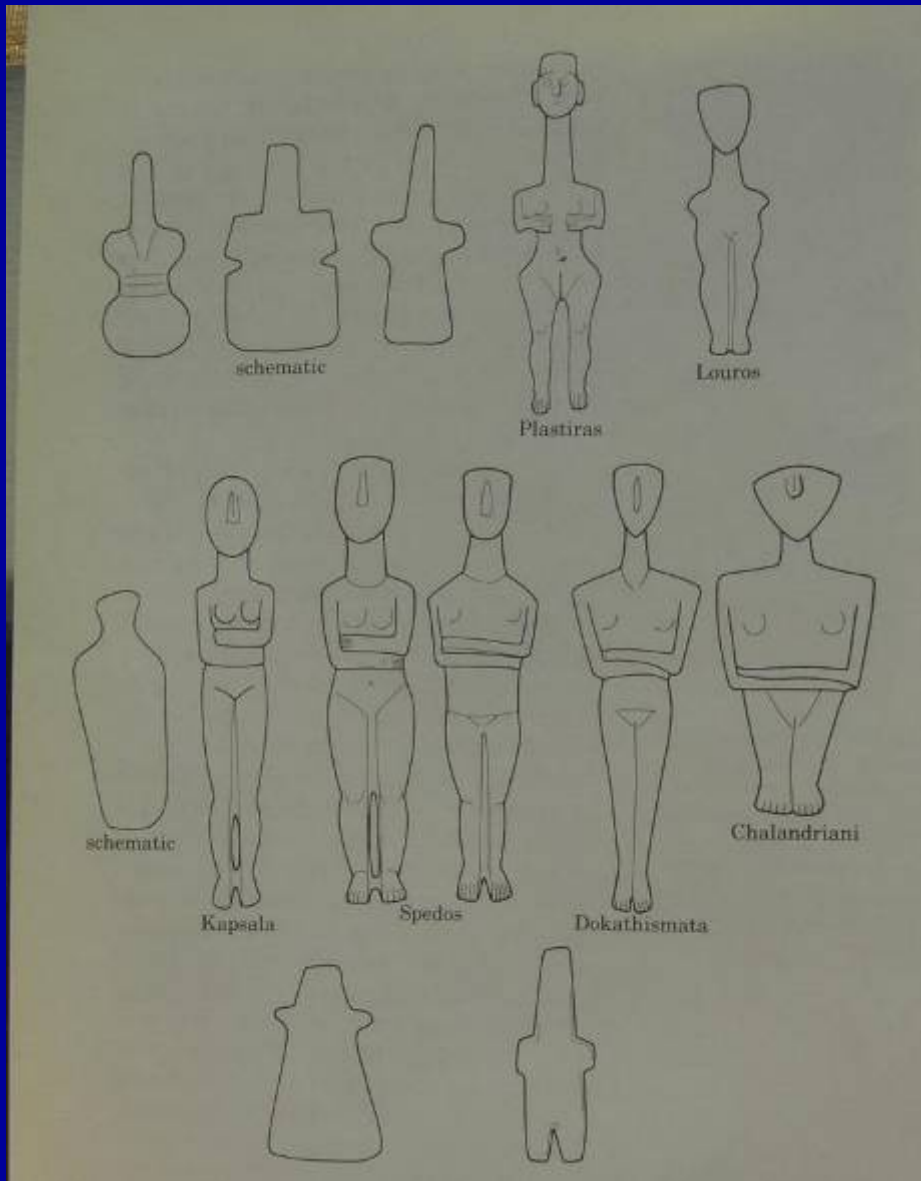 schematic
Louros
Plastiras
schematic
Chalandriani
Kapsala
Spedos
Dokathismata